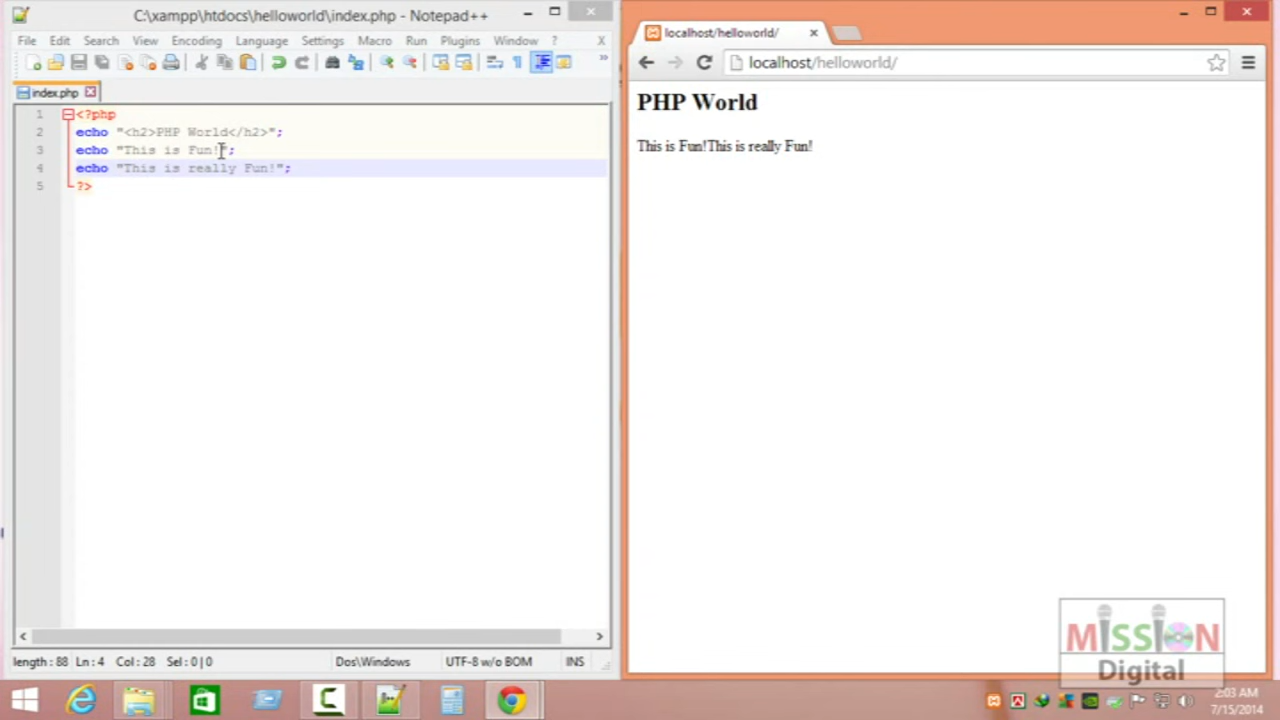 C:\xampp\htdocs\helloworld\index.php - Notepad++
File Edit Search View Encoding Language Settings Macro Run Plugins Window ? X
index.php
1 <?php
2 echo "<h2>PHP World</h2>";
3 echo "This is Fun!";
4 echo "This is really Fun!";
5 ?>
length : 88 Ln : 4 Col : 28 Sel : 0 | 0 Dos\Windows UTF-8 w/o BOM INS
localhost/helloworld/
localhost/helloworld/
PHP World
This is Fun!This is really Fun!
MISSION
Digital
2:03 AM
7/15/2014